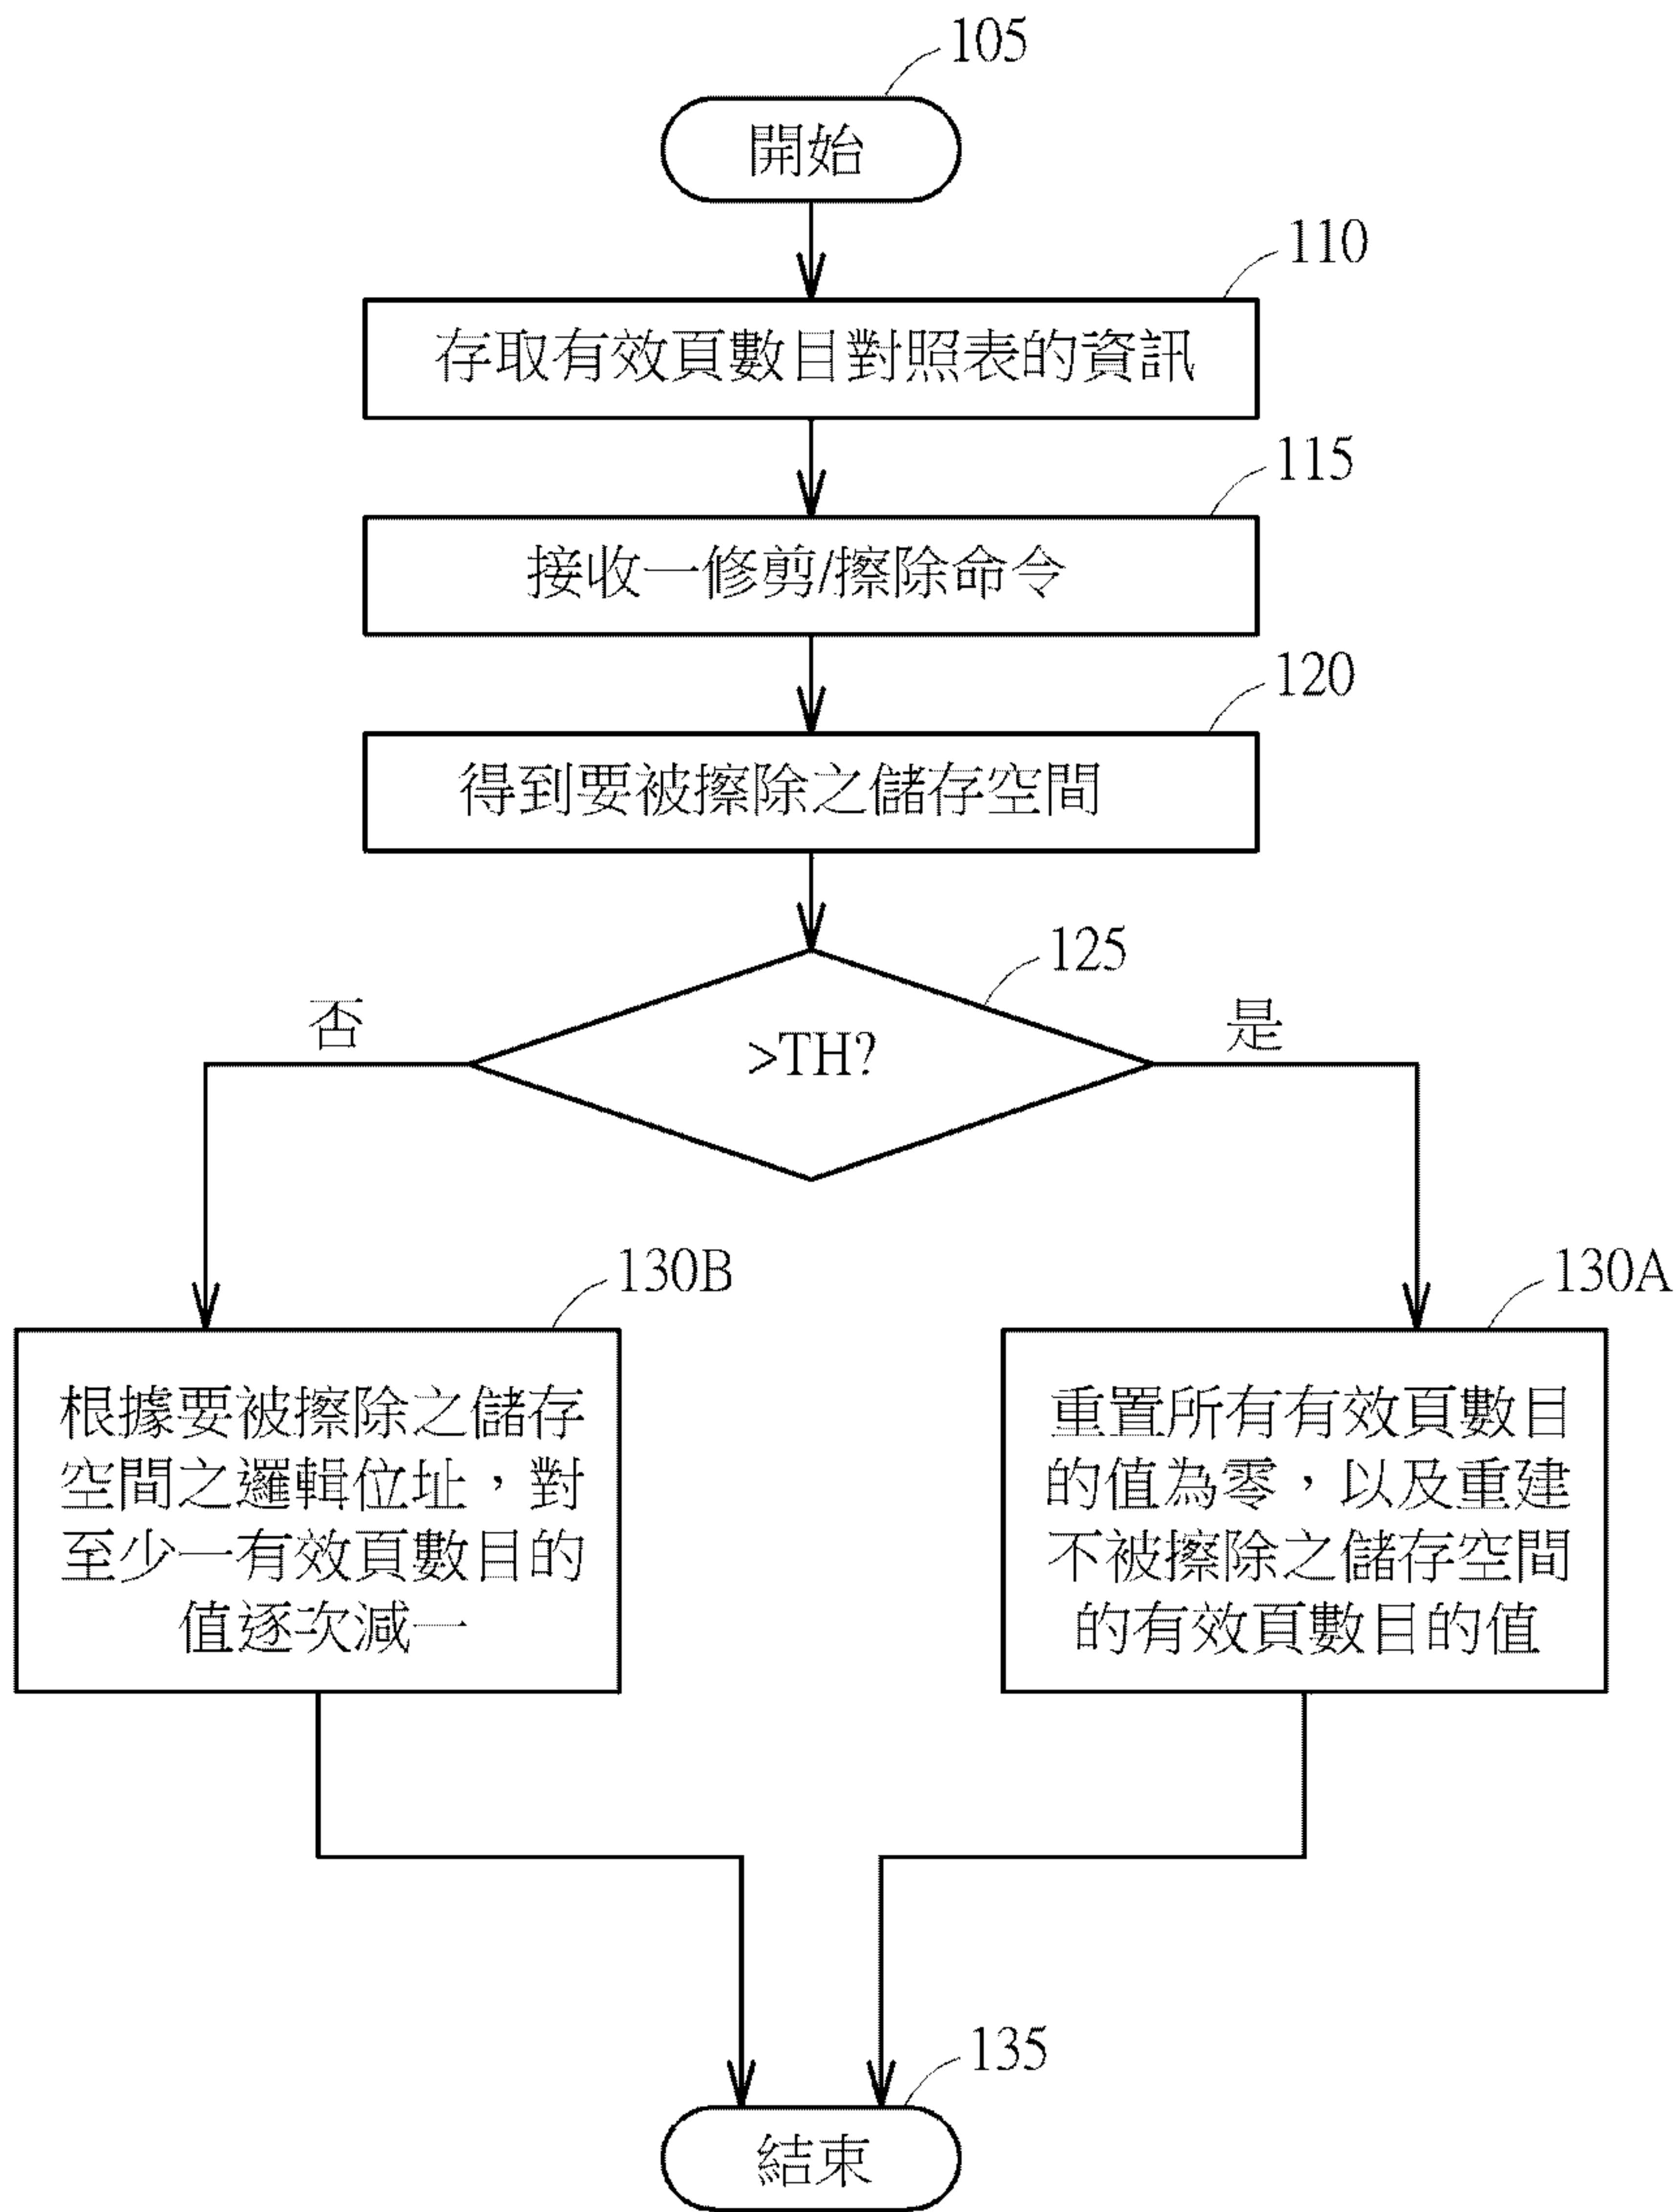 105
開始
110
存取有效頁數目對照表的資訊
115
接收一修剪/擦除命令
120
得到要被擦除之儲存空間
125
>TH?
否
是
130B
根據要被擦除之儲存
空間之邏輯位址，對
至少一有效頁數目的
值逐次減一
130A
重置所有有效頁數目
的值為零，以及重建
不被擦除之儲存空間
的有效頁數目的值
135
結束